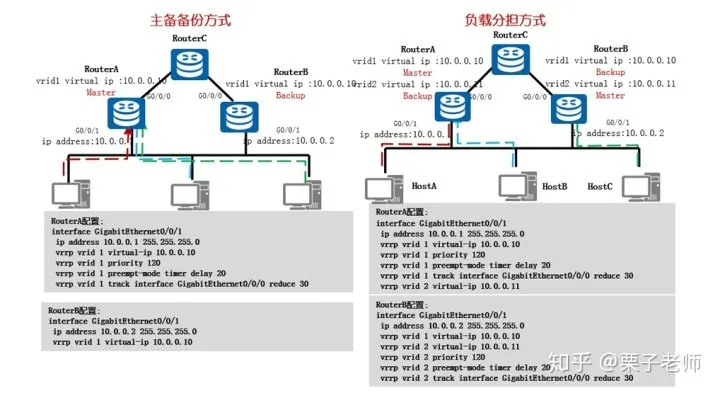 主备备份方式
RouterC
RouterA
vrid1 virtual ip :10.0.0.10
Master
G0/0/0
G0/0/0
RouterB
vrid1 virtual ip :10.0.0.10
Backup
G0/0/1
ip address:10.0.0.
G0/0/1
ip address:10.0.0.2
RouterA配置:
interface GigabitEthernet0/0/1
ip address 10.0.0.1 255.255.255.0
vrrp vrid 1 virtual-ip 10.0.0.10
vrrp vrid 1 priority 120
vrrp vrid 1 preempt-mode timer delay 20
vrrp vrid 1 track interface GigabitEthernet0/0/0 reduce 30
RouterB配置:
interface GigabitEthernet0/0/1
ip address 10.0.0.2 255.255.255.0
vrrp vrid 1 virtual-ip 10.0.0.10
负载分担方式
RouterC
RouterA
vrid1 virtual ip :10.0.0.10
Master
vrid2 virtual ip :10.0.0.11
Backup
G0/0/0
G0/0/0
RouterB
vrid1 virtual ip :10.0.0.10
Backup
vrid2 virtual ip :10.0.0.11
Master
G0/0/1
ip address:10.0.0.
G0/0/1
ip address:10.0.0.2
HostA
HostB
HostC
RouterA配置:
interface GigabitEthernet0/0/1
ip address 10.0.0.1 255.255.255.0
vrrp vrid 1 virtual-ip 10.0.0.10
vrrp vrid 1 priority 120
vrrp vrid 1 preempt-mode timer delay 20
vrrp vrid 1 track interface GigabitEthernet0/0/0 reduce 30
vrrp vrid 2 virtual-ip 10.0.0.11
RouterB配置:
interface GigabitEthernet0/0/1
ip address 10.0.0.2 255.255.255.0
vrrp vrid 1 virtual-ip 10.0.0.10
vrrp vrid 2 virtual-ip 10.0.0.11
vrrp vrid 2 priority 120
vrrp vrid 2 preempt-mode timer delay 20
vrrp vrid 2 track interface GigabitEthernet0/0/0 reduce 30
知乎 @栗子老师